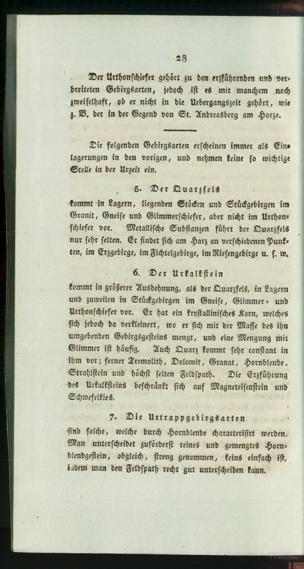 28
Der Urthonschiefer gehört zu den erzführenden und ver-
breiteten Gebirgsarten, jedoch ist es mit manchem noch
zweifelhaft, ob er nicht in die Uebergangszeit gehört, wie
z. B. der in der Gegend von St. Andreasberg am Harze.
Die folgenden Gebirgsarten erscheinen immer als Ein-
lagerungen in den vorigen, und nehmen keine so wichtige
Stelle in der Urzeit ein.
5. Der Quarzfels
kommt in Lagern, liegenden Stöcken und Stückgebirgen im
Granit, Gneise und Glimmerschiefer, aber nicht im Urthon-
schiefer vor. Metallische Substanzen führt der Quarzfels
nur sehr selten. Er findet sich am Harz an verschiedenen Punk-
ten, im Erzgebirge, im Fichtelgebirge, im Riesengebirge u. s. w.
6. Der Urkalkstein
kommt in größerer Ausdehnung, als der Quarzfels, in Lagern
und zuweilen in Stückgebirgen im Gneise, Glimmer- und
Urthonschiefer vor. Er hat ein krystallinisches Korn, welches
sich jedoch da verkleinert, wo er sich mit der Masse des ihn
umgebenden Gebirgsgesteins mengt, und eine Mengung mit
Glimmer ist häufig. Auch Quarz kommt sehr constant in
ihm vor; ferner Tremolith, Dolomit, Granat, Hornblende,
Strahlstein und höchst selten Feldspath. Die Erzführung
des Urkalksteins beschränkt sich auf Magneteisenstein und
Schwefelkies.
7. Die Urtrappgebirgsarten
sind solche, welche durch Hornblende characterisirt werden.
Man unterscheidet zuförderst reines und gemengtes Horn-
blendgestein, obgleich, streng genommen, keins einfach ist,
indem man den Feldspath recht gut unterscheiden kann.